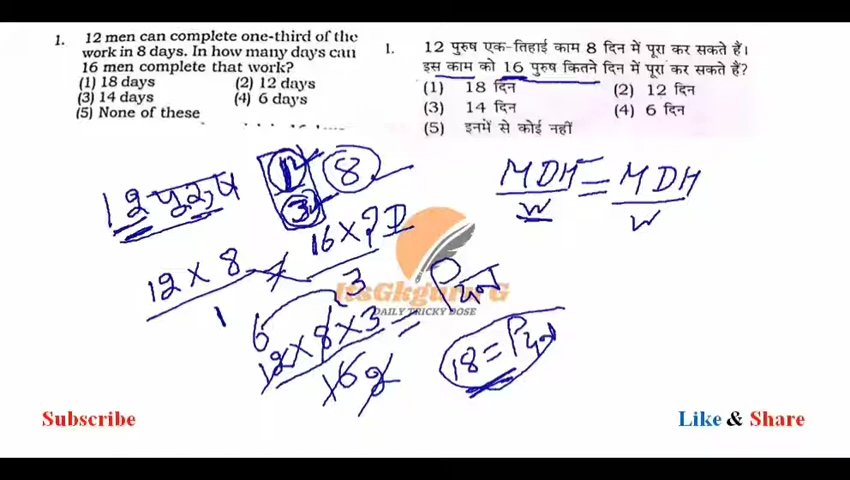 1. 12 men can complete one-third of the
work in 8 days. In how many days can
16 men complete that work?
(1) 18 days (2) 12 days
(3) 14 days (4) 6 days
(5) None of these
1. 12 पुरुष एक-तिहाई काम 8 दिन में पूरा कर सकते हैं।
इस काम को 16 पुरुष कितने दिन में पूरा कर सकते हैं?
(1) 18 दिन (2) 12 दिन
(3) 14 दिन (4) 6 दिन
(5) इनमें से कोई नहीं
12 पुरुष 1 8
3
MDH = MDH
W W
12 × 8 16 × ? D
1 3
ItsGkguru G
DAILY TRICKY DOSE
6
12 × 8 × 3 = दिन
16 2
18 = दिन
Subscribe Like & Share